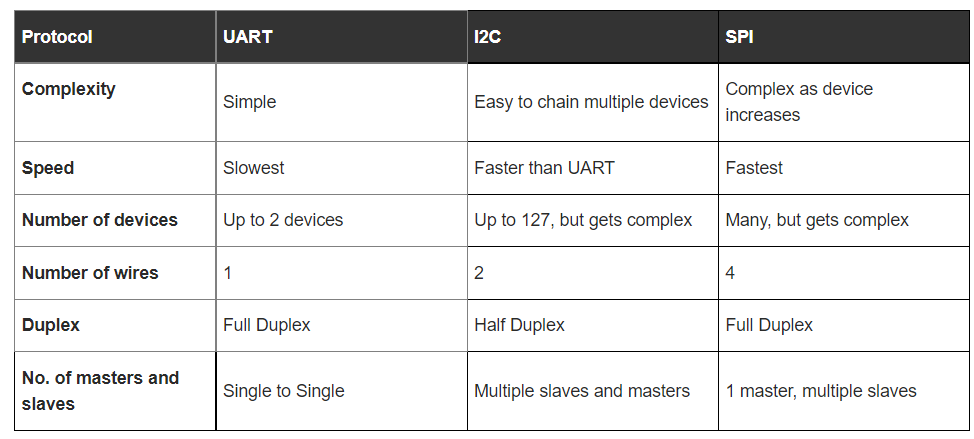 Protocol UART I2C SPI
Complexity Simple Easy to chain multiple devices Complex as device
increases
Speed Slowest Faster than UART Fastest
Number of devices Up to 2 devices Up to 127, but gets complex Many, but gets complex
Number of wires 1 2 4
Duplex Full Duplex Half Duplex Full Duplex
No. of masters and
slaves Single to Single Multiple slaves and masters 1 master, multiple slaves